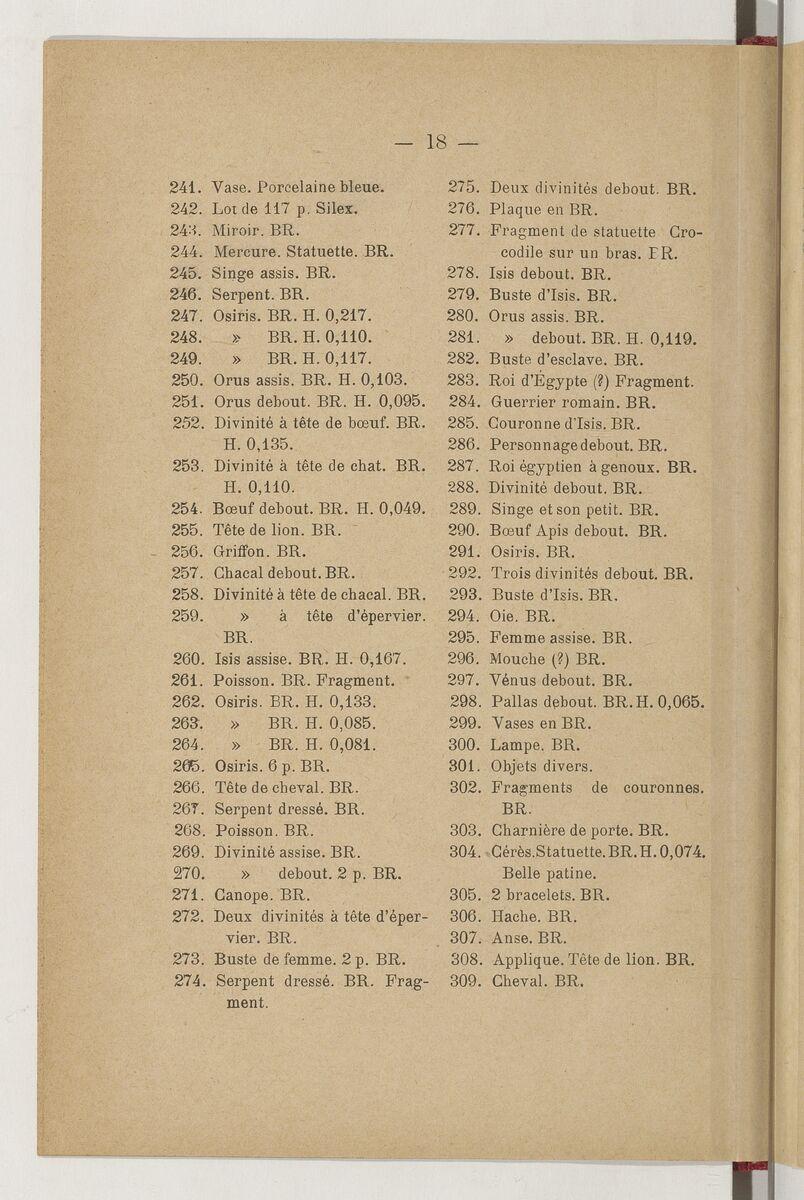 — 18 —
241. Vase. Porcelaine bleue.
242. Lot de 117 p. Silex.
243. Miroir. BR.
244. Mercure. Statuette. BR.
245. Singe assis. BR.
246. Serpent. BR.
247. Osiris. BR. H. 0,217.
248. » BR. H. 0,110.
249. » BR. H. 0,117.
250. Orus assis. BR. H. 0,103.
251. Orus debout. BR. H. 0,095.
252. Divinité à tête de bœuf. BR.
H. 0,135.
253. Divinité à tête de chat. BR.
H. 0,110.
254. Bœuf debout. BR. H. 0,049.
255. Tête de lion. BR.
256. Griffon. BR.
257. Chacal debout. BR.
258. Divinité à tête de chacal. BR.
259. » à tête d'épervier.
BR.
260. Isis assise. BR. H. 0,167.
261. Poisson. BR. Fragment.
262. Osiris. BR. H. 0,133.
263. » BR. H. 0,085.
264. » BR. H. 0,081.
265. Osiris. 6 p. BR.
266. Tête de cheval. BR.
267. Serpent dressé. BR.
268. Poisson. BR.
269. Divinité assise. BR.
270. » debout. 2 p. BR.
271. Canope. BR.
272. Deux divinités à tête d'éper-
vier. BR.
273. Buste de femme. 2 p. BR.
274. Serpent dressé. BR. Frag-
ment.
275. Deux divinités debout. BR.
276. Plaque en BR.
277. Fragment de statuette Cro-
codile sur un bras. BR.
278. Isis debout. BR.
279. Buste d'Isis. BR.
280. Orus assis. BR.
281. » debout. BR. H. 0,119.
282. Buste d'esclave. BR.
283. Roi d'Égypte (?) Fragment.
284. Guerrier romain. BR.
285. Couronne d'Isis. BR.
286. Personnage debout. BR.
287. Roi égyptien à genoux. BR.
288. Divinité debout. BR.
289. Singe et son petit. BR.
290. Bœuf Apis debout. BR.
291. Osiris. BR.
292. Trois divinités debout. BR.
293. Buste d'Isis. BR.
294. Oie. BR.
295. Femme assise. BR.
296. Mouche (?) BR.
297. Vénus debout. BR.
298. Pallas debout. BR. H. 0,065.
299. Vases en BR.
300. Lampe. BR.
301. Objets divers.
302. Fragments de couronnes.
BR.
303. Charnière de porte. BR.
304. Cérès. Statuette. BR. H. 0,074.
Belle patine.
305. 2 bracelets. BR.
306. Hache. BR.
307. Anse. BR.
308. Applique. Tête de lion. BR.
309. Cheval. BR.